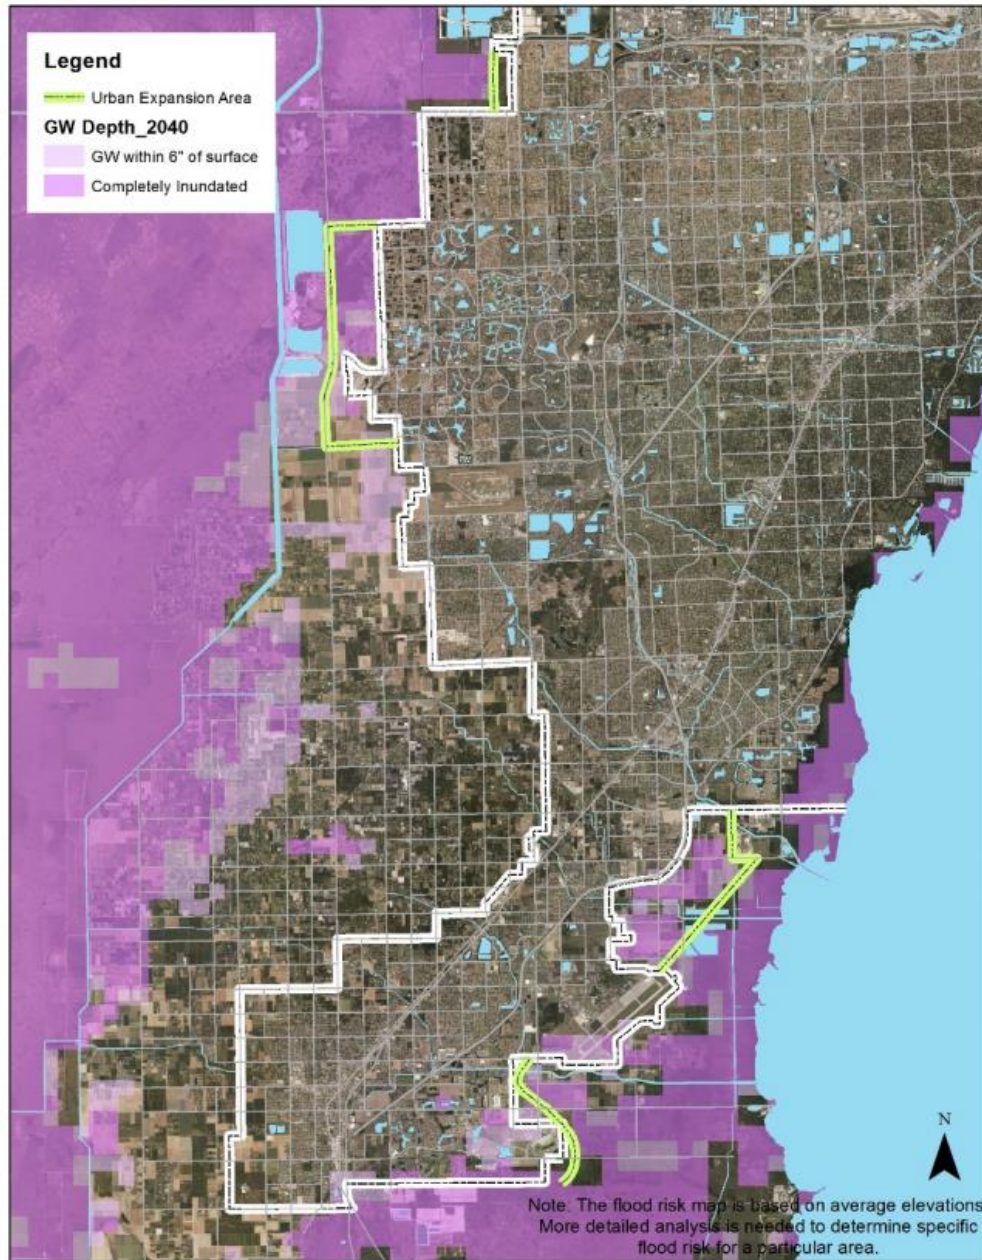 Legend
Urban Expansion Area
GW Depth_2040
GW within 6" of surface
Completely Inundated
N
Note: The flood risk map is based on average elevations
More detailed analysis is needed to determine specific
flood risk for a particular area.